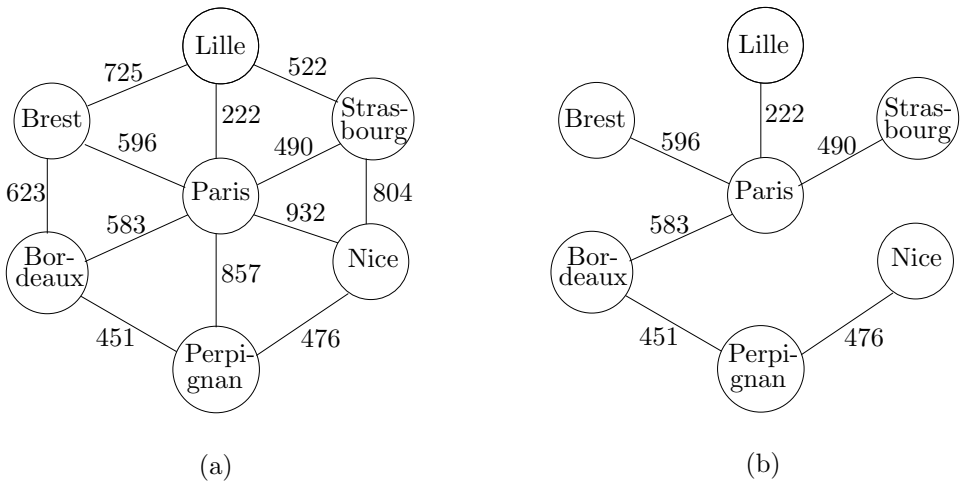 Lille
725
522
Brest
Stras-
bourg
222
596
490
Paris
623
804
932
583
Bor-
deaux
Nice
857
451
476
Perpi-
gnan
(a)
Lille
Brest
Stras-
bourg
222
596
490
Paris
583
Bor-
deaux
Nice
451
476
Perpi-
gnan
(b)